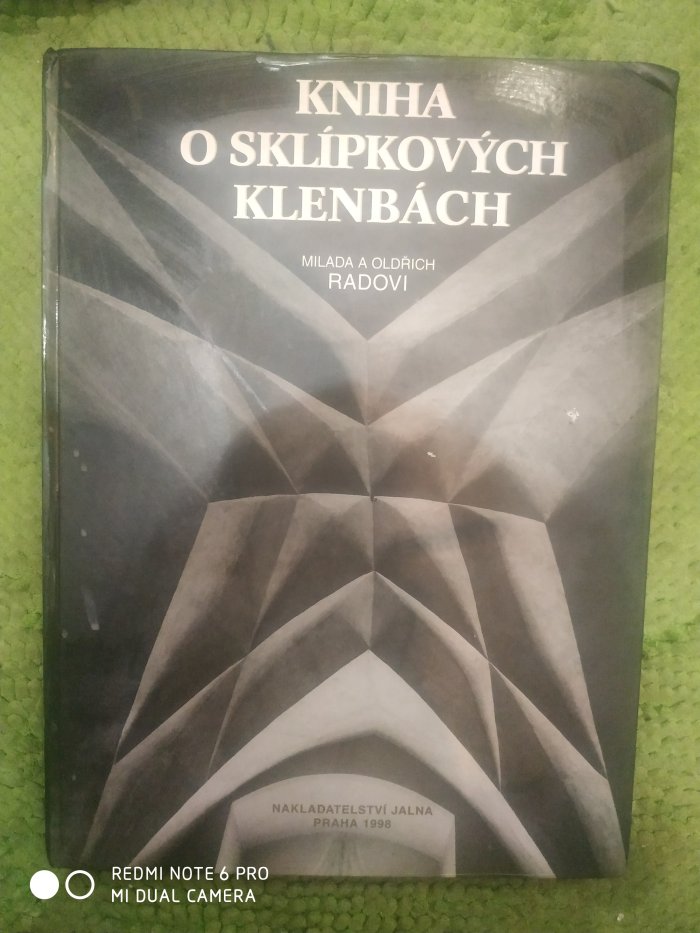 KNIHA
O SKLÍPKOVÝCH
KLENBÁCH
MILADA A OLDŘICH
RADOVI
NAKLADATELSTVÍ JALNA
PRAHA 1998
REDMI NOTE 6 PRO
MI DUAL CAMERA